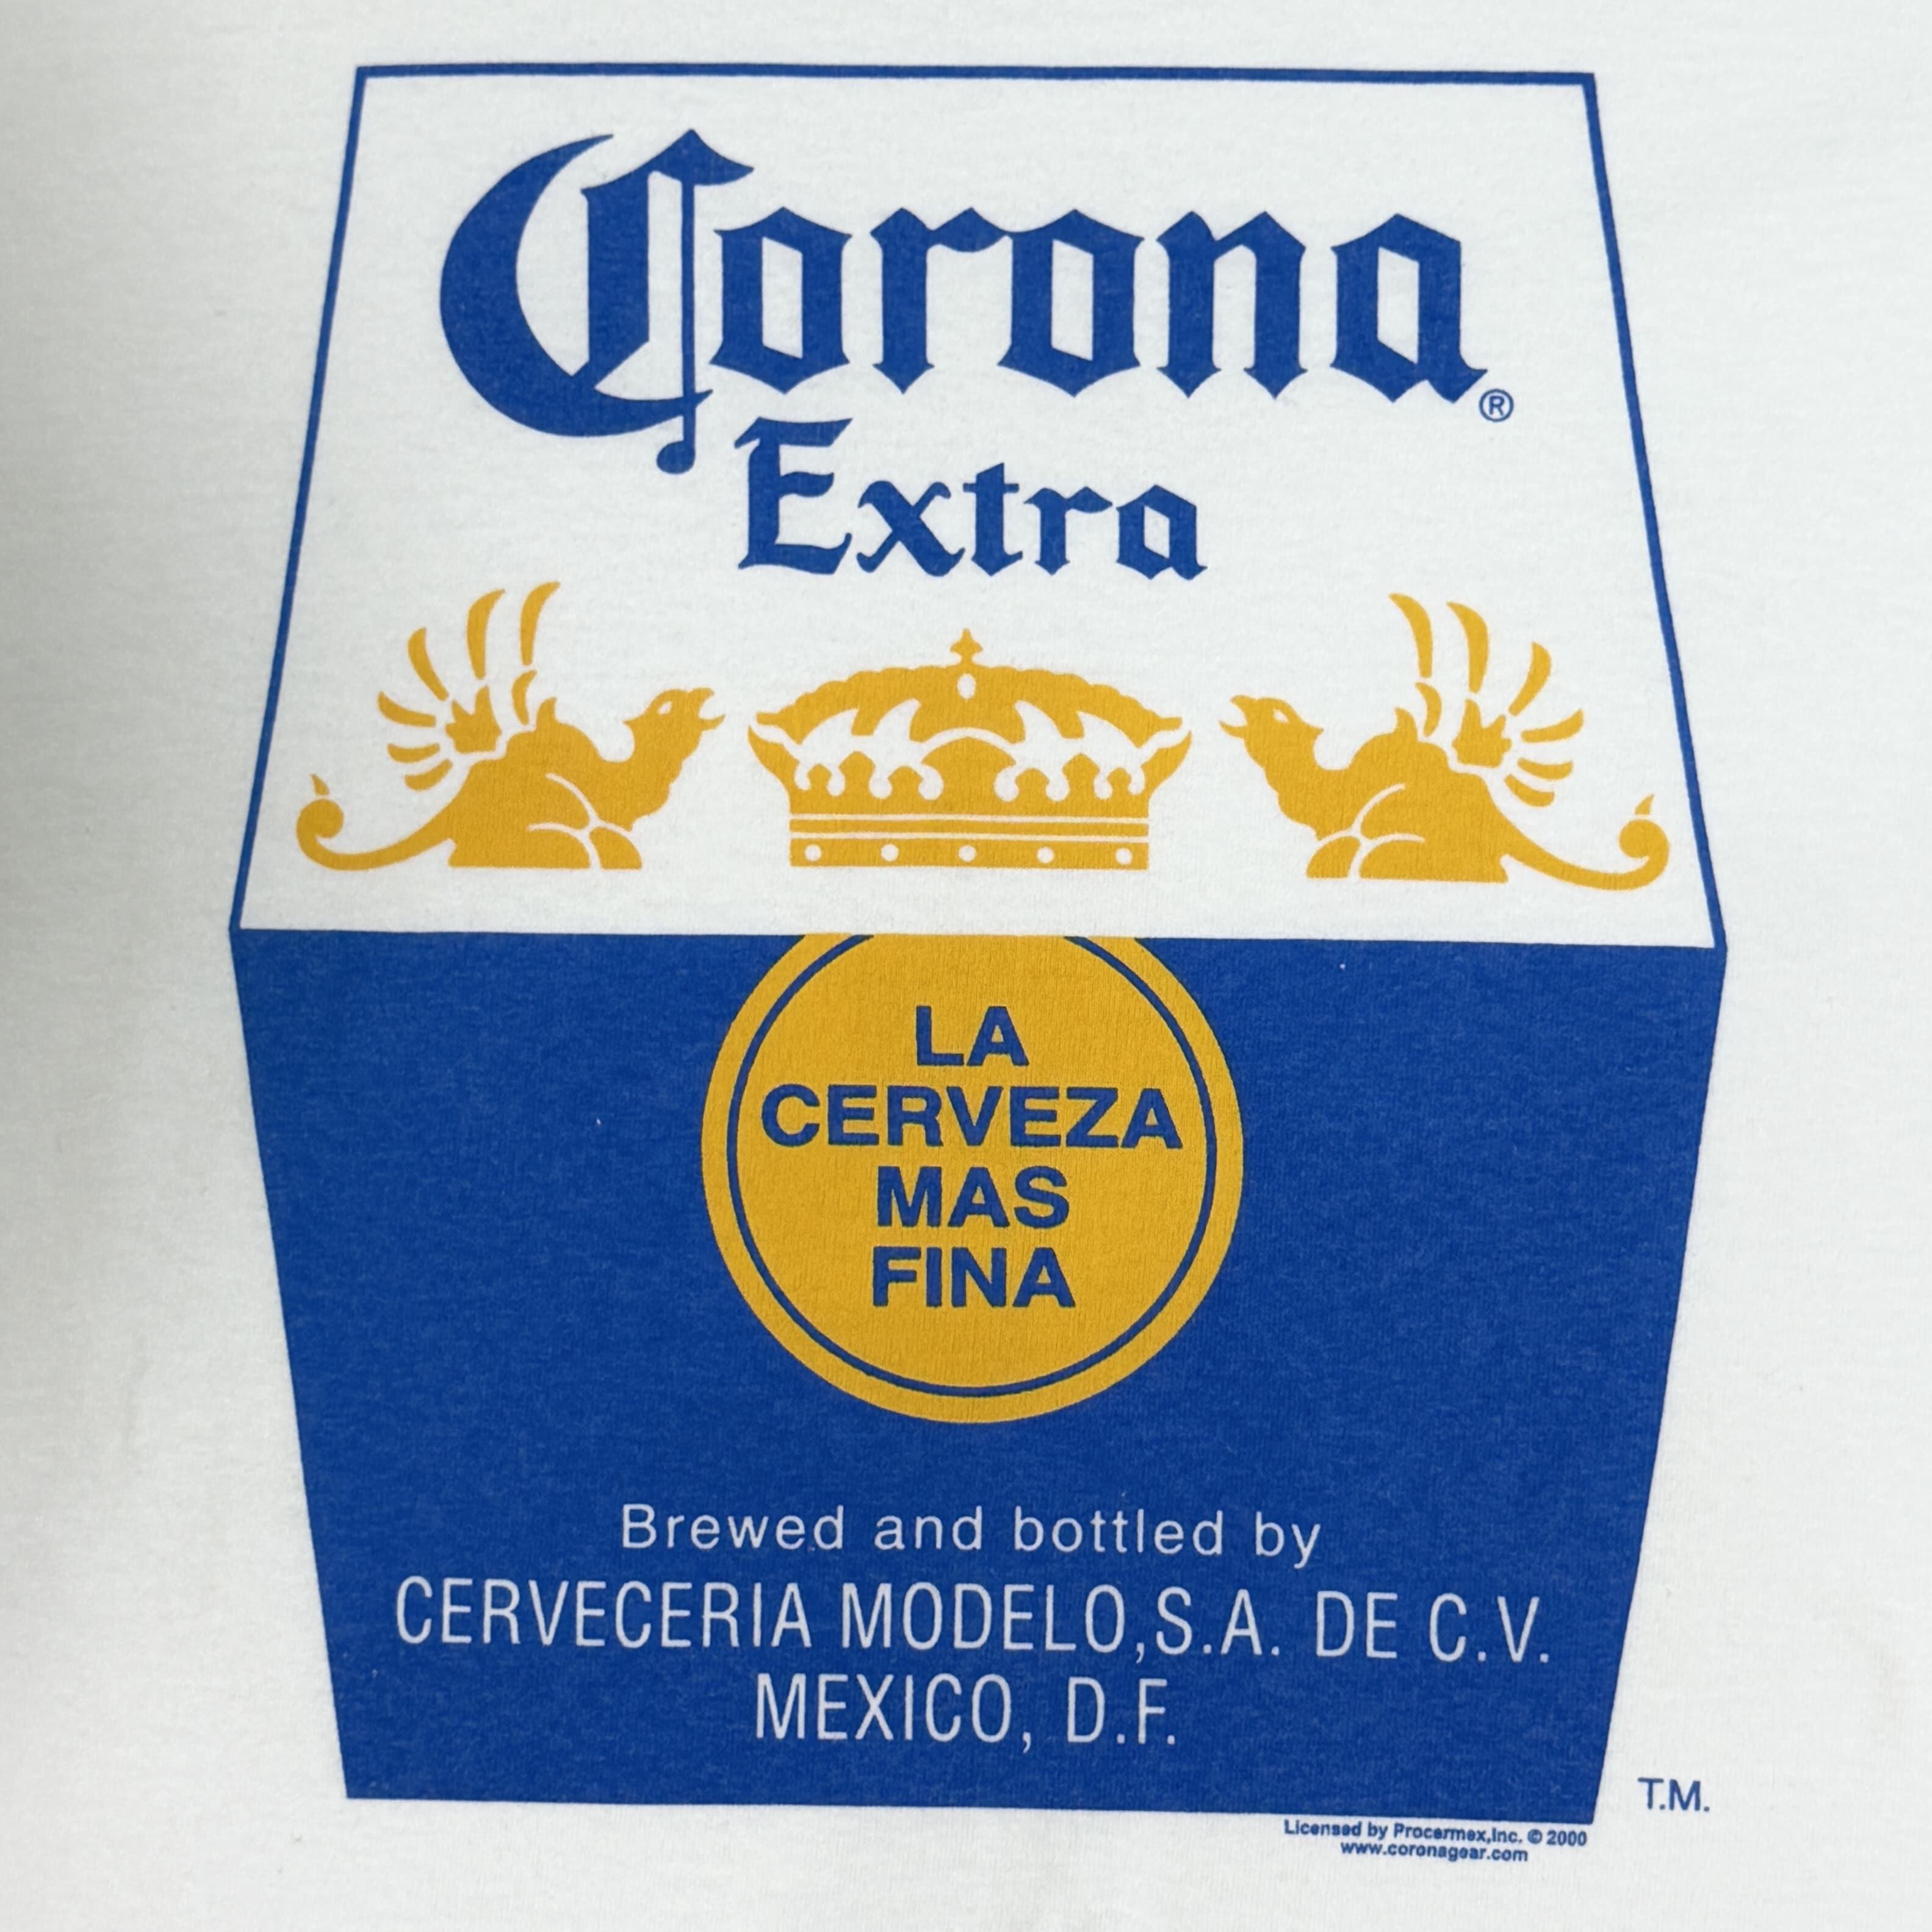 Corona®
Extra
LA
CERVEZA
MAS
FINA
Brewed and bottled by
CERVECERIA MODELO,S.A. DE C.V.
MEXICO, D.F.
T.M.
Licensed by Procermex,Inc. © 2000
www.coronagear.com